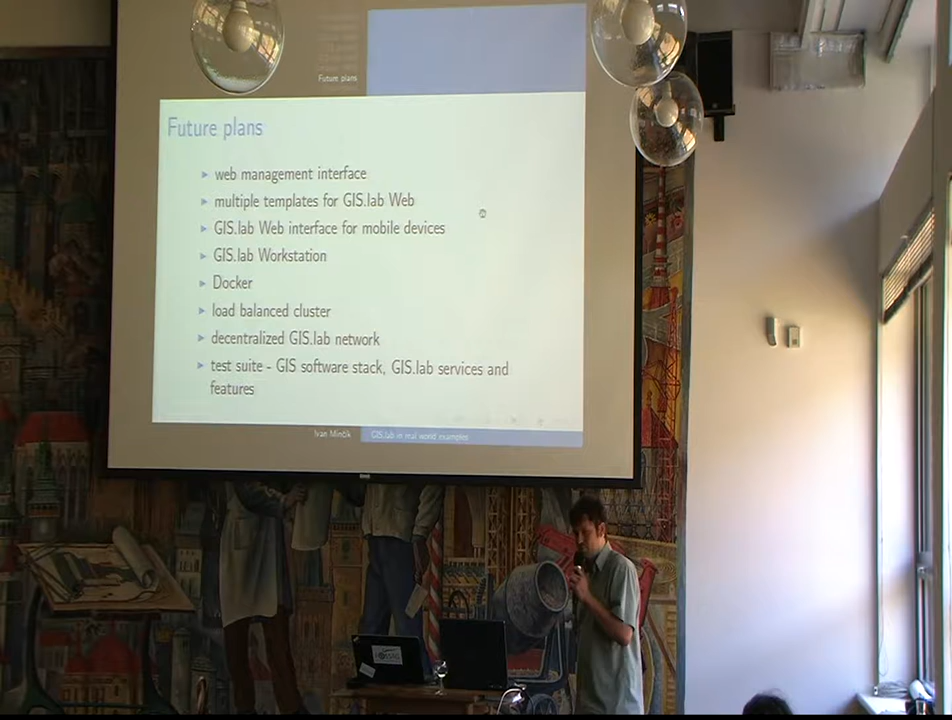 Future plans
Future plans
web management interface
multiple templates for GIS.lab Web
GIS.lab Web interface for mobile devices
GIS.lab Workstation
Docker
load balanced cluster
decentralized GIS.lab network
test suite - GIS software stack, GIS.lab services and
features
Ivan Minčík
GIS.lab in real world examples